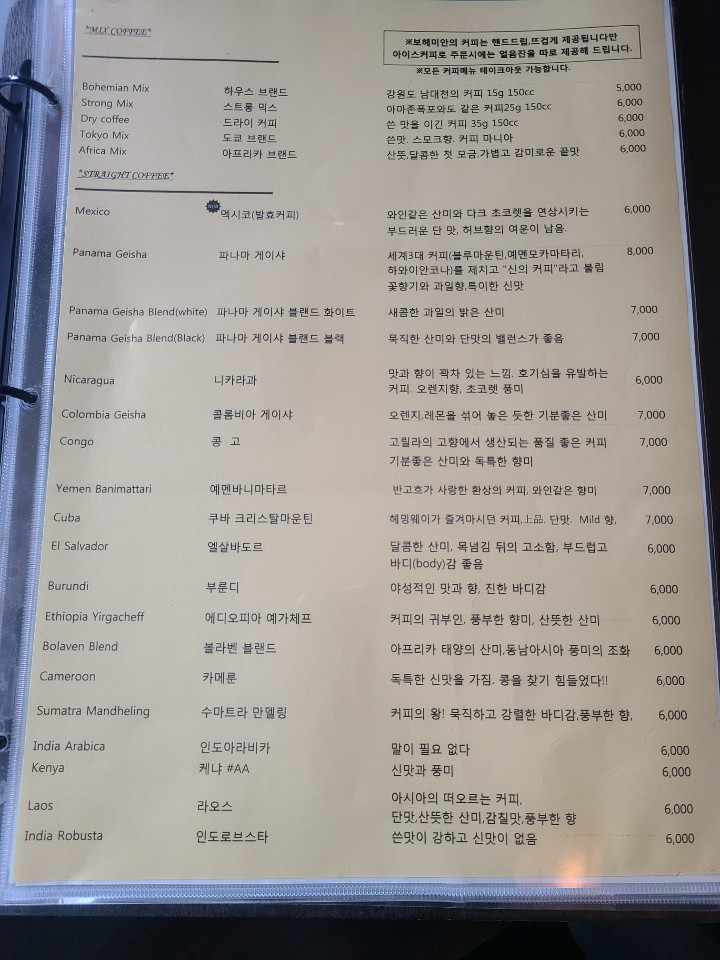 *MIX COPPEE*
※보헤미안의 커피는 핸드드립,뜨겁게 제공됩니다만
아이스커피로 주문시에는 얼음잔을 따로 제공해 드립니다.
※모든 커피메뉴 테이크아웃 가능합니다.
Bohemian Mix 하우스 브랜드 강원도 남대천의 커피 15g 150cc 5,000
Strong Mix 스트롱 믹스 아마존폭포와도 같은 커피25g 150cc 6,000
Dry coffee 드라이 커피 쓴 맛을 이긴 커피 35g 150cc 6,000
Tokyo Mix 도쿄 브랜드 쓴맛. 스모크향. 커피 마니아 6,000
Africa Mix 아프리카 브랜드 산뜻,달콤한 첫 모금,가볍고 감미로운 끝맛 6,000
*STRAIGHT COFFEE*
Mexico NEW 멕시코(발효커피) 와인같은 산미와 다크 초코렛을 연상시키는 6,000
부드러운 단 맛, 허브향의 여운이 남음.
Panama Geisha 파나마 게이샤 세계3대 커피(블루마운틴,예멘모카마타리, 8,000
하와이안코나)를 제치고 "신의 커피"라고 불림
꽃향기와 과일향,특이한 신맛
Panama Geisha Blend(white) 파나마 게이샤 블랜드 화이트 새콤한 과일의 밝은 산미 7,000
Panama Geisha Blend(Black) 파나마 게이샤 블랜드 블랙 묵직한 산미와 단맛의 밸런스가 좋음 7,000
Nicaragua 니카라과 맛과 향이 꽉차 있는 느낌. 호기심을 유발하는 6,000
커피. 오렌지향, 초코렛 풍미
Colombia Geisha 콜롬비아 게이샤 오렌지,레몬을 섞어 놓은 듯한 기분좋은 산미 7,000
Congo 콩 고 고릴라의 고향에서 생산되는 품질 좋은 커피 7,000
기분좋은 산미와 독특한 향미
Yemen Banimattari 예멘바니마타르 반고흐가 사랑한 환상의 커피, 와인같은 향미 7,000
Cuba 쿠바 크리스탈마운틴 헤밍웨이가 즐겨마시던 커피,上品. 단맛. Mild 향, 7,000
El Salvador 엘살바도르 달콤한 산미, 목넘김 뒤의 고소함, 부드럽고 6,000
바디(body)감 좋음
Burundi 부룬디 야성적인 맛과 향, 진한 바디감 6,000
Ethiopia Yirgacheff 에디오피아 예가체프 커피의 귀부인, 풍부한 향미, 산뜻한 산미 6,000
Bolaven Blend 볼라벤 블랜드 아프리카 태양의 산미,동남아시아 풍미의 조화 6,000
Cameroon 카메룬 독특한 신맛을 가짐. 콩을 찾기 힘들었다!! 6,000
Sumatra Mandheling 수마트라 만델링 커피의 왕! 묵직하고 강렬한 바디감,풍부한 향, 6,000
India Arabica 인도아라비카 말이 필요 없다 6,000
Kenya 케냐 #AA 신맛과 풍미 6,000
Laos 라오스 아시아의 떠오르는 커피, 6,000
단맛,산뜻한 산미,감칠맛,풍부한 향
India Robusta 인도로브스타 쓴맛이 강하고 신맛이 없음 6,000